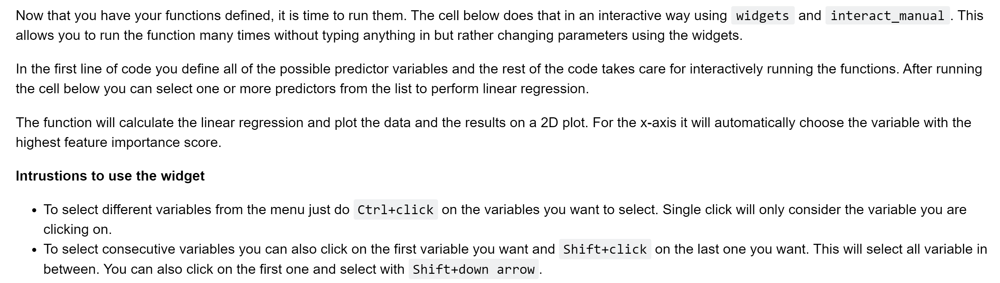 Now that you have your functions defined, it is time to run them. The cell below does that in an interactive way using widgets and interact_manual. This
allows you to run the function many times without typing anything in but rather changing parameters using the widgets.
In the first line of code you define all of the possible predictor variables and the rest of the code takes care for interactively running the functions. After running
the cell below you can select one or more predictors from the list to perform linear regression.
The function will calculate the linear regression and plot the data and the results on a 2D plot. For the x-axis it will automatically choose the variable with the
highest feature importance score.
Intrustions to use the widget
• To select different variables from the menu just do Ctrl+click on the variables you want to select. Single click will only consider the variable you are
clicking on.
• To select consecutive variables you can also click on the first variable you want and Shift+click on the last one you want. This will select all variable in
between. You can also click on the first one and select with Shift+down arrow.